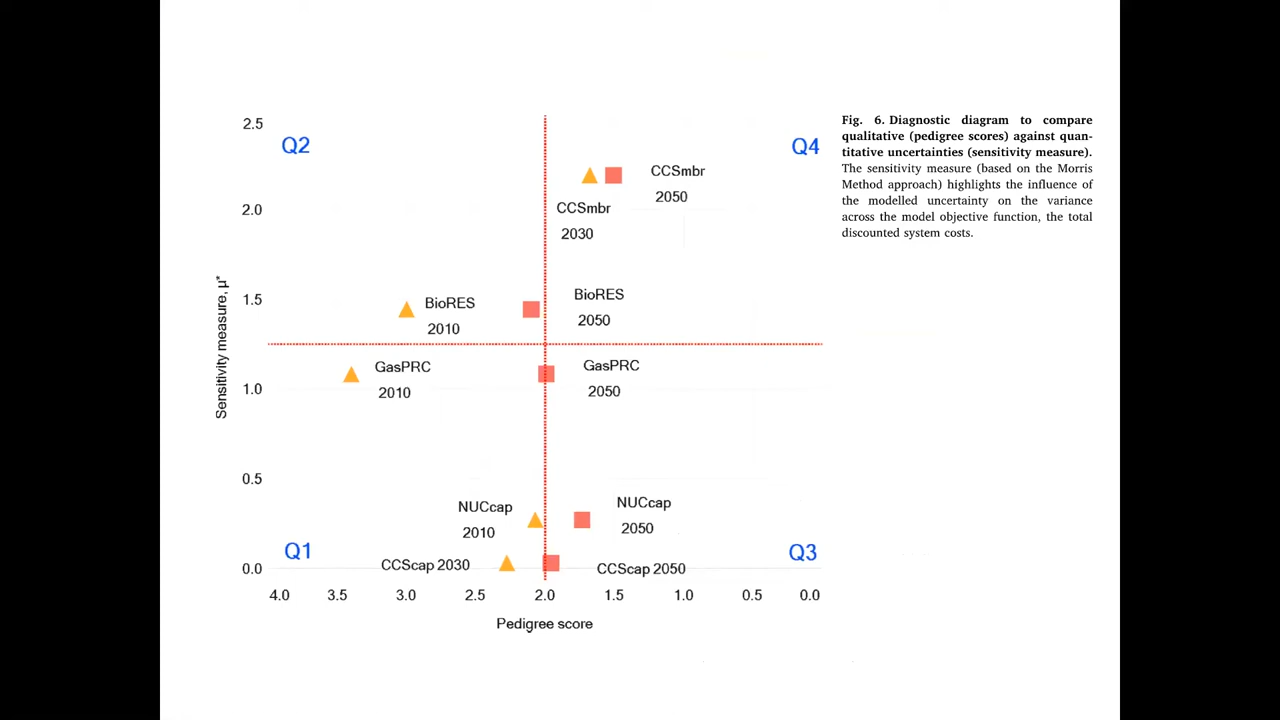 2.5
Q2
Q4
CCSmbr
2050
2.0
CCSmbr
2030
1.5
BioRES
2010
BioRES
2050
GasPRC
2010
GasPRC
2050
1.0
0.5
NUCcap
2010
NUCcap
2050
Q1
Q3
CCScap 2030
CCScap 2050
0.0
4.0 3.5 3.0 2.5 2.0 1.5 1.0 0.5 0.0
Pedigree score
Sensitivity measure, μ*
Fig. 6. Diagnostic diagram to compare
qualitative (pedigree scores) against quan-
titative uncertainties (sensitivity measure).
The sensitivity measure (based on the Morris
Method approach) highlights the influence of
the modelled uncertainty on the variance
across the model objective function, the total
discounted system costs.